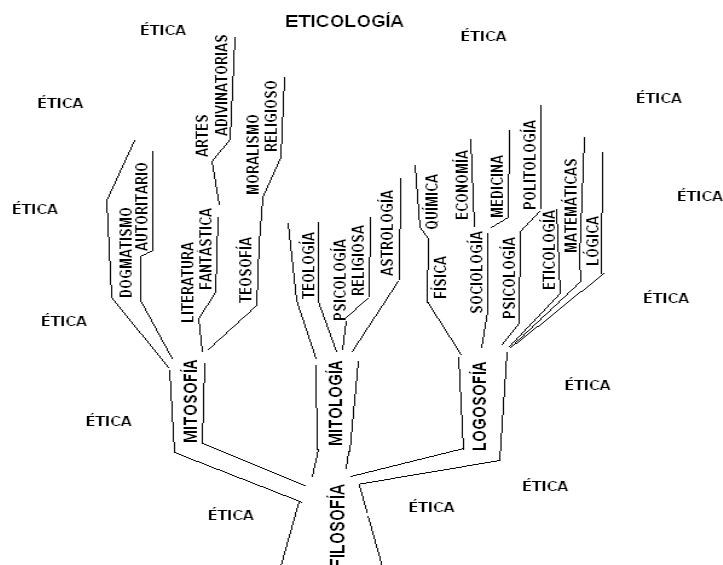 ETICOLOGÍA
ÉTICA
ÉTICA
ÉTICA
ÉTICA
ÉTICA
ÉTICA
ÉTICA
ÉTICA
ÉTICA
ÉTICA
ÉTICA
ÉTICA
ÉTICA
ÉTICA
DOGMATISMO
AUTORITARIO
ARTES
ADIVINATORIAS
LITERATURA
FANTÁSTICA
MORALISMO
RELIGIOSO
TEOSOFÍA
TEOLOGÍA
PSICOLOGÍA
RELIGIOSA
ASTROLOGÍA
QUÍMICA
FÍSICA
ECONOMÍA
SOCIOLOGÍA
MEDICINA
PSICOLOGÍA
POLITOLOGÍA
ETICOLOGÍA
MATEMÁTICAS
LÓGICA
MITOSOFÍA
MITOLOGÍA
LOGOSOFÍA
FILOSOFÍA